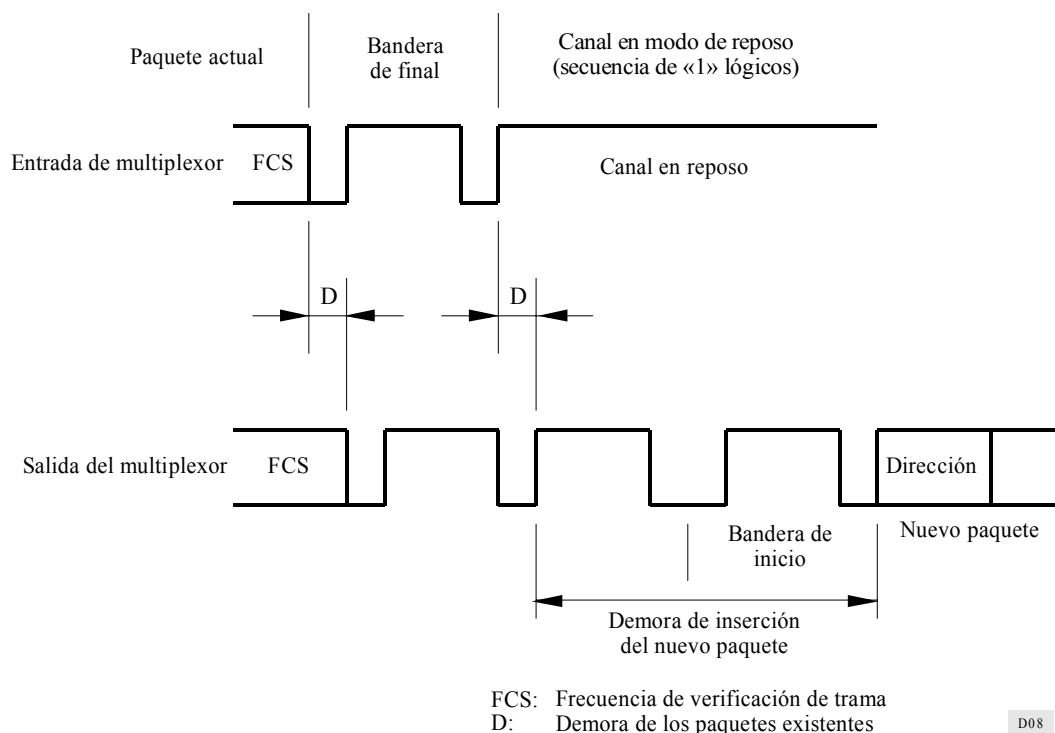 Paquete actual
Bandera
de final
Canal en modo de reposo
(secuencia de «1» lógicos)
Entrada de multiplexor
FCS
Canal en reposo
D
D
Salida del multiplexor
FCS
Dirección
Bandera de
inicio
Nuevo paquete
Demora de inserción
del nuevo paquete
FCS: Frecuencia de verificación de trama
D: Demora de los paquetes existentes
D08